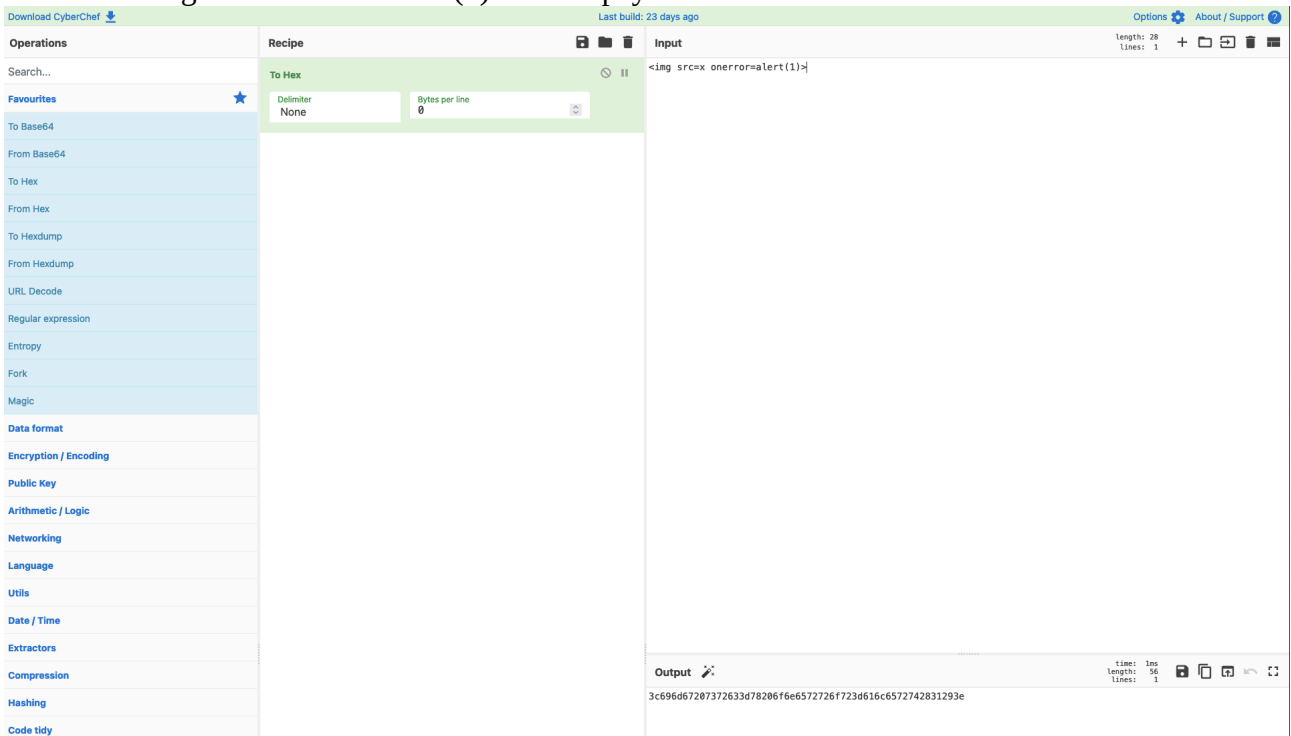 Download CyberChef
Last build: 23 days ago
Options
About / Support
Operations
Search...
Favourites
To Base64
From Base64
To Hex
From Hex
To Hexdump
From Hexdump
URL Decode
Regular expression
Entropy
Fork
Magic
Data format
Encryption / Encoding
Public Key
Arithmetic / Logic
Networking
Language
Utils
Date / Time
Extractors
Compression
Hashing
Code tidy
Recipe
To Hex
Delimiter
None
Bytes per line
0
Input
length: 28
lines: 1
<img src=x onerror=alert(1)>
Output
time: 1ms
length: 56
lines: 1
3c696d67207372633d78206f6e6572726f723d616c6572742831293e